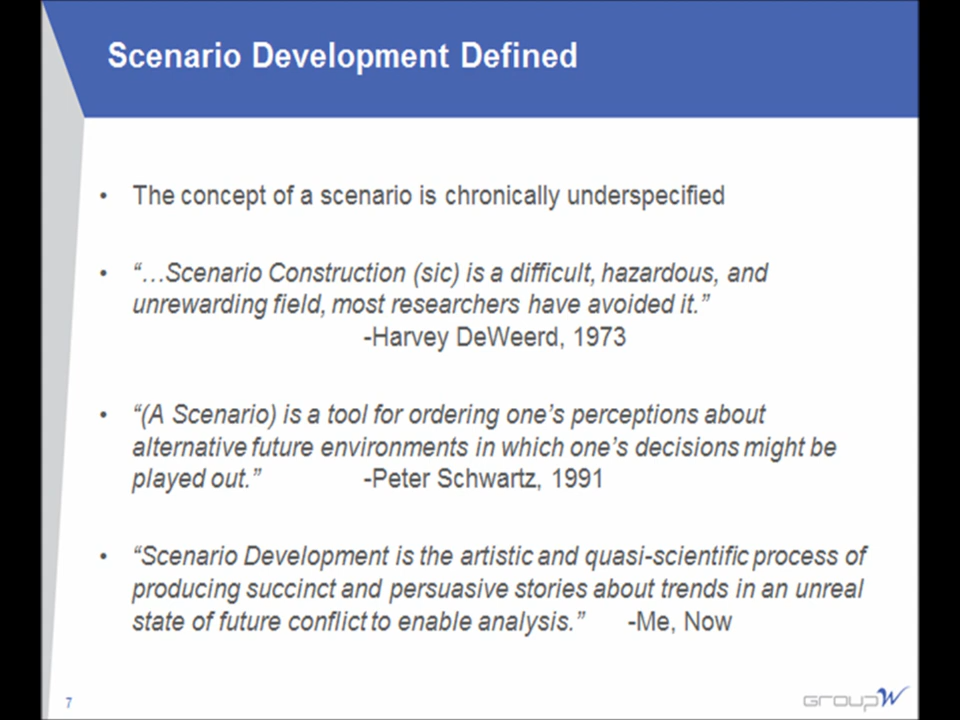 Scenario Development Defined
• The concept of a scenario is chronically underspecified
• “…Scenario Construction (sic) is a difficult, hazardous, and
unrewarding field, most researchers have avoided it.”
-Harvey DeWeerd, 1973
• “(A Scenario) is a tool for ordering one’s perceptions about
alternative future environments in which one’s decisions might be
played out.” -Peter Schwartz, 1991
• “Scenario Development is the artistic and quasi-scientific process of
producing succinct and persuasive stories about trends in an unreal
state of future conflict to enable analysis.” -Me, Now
7
GROUPW